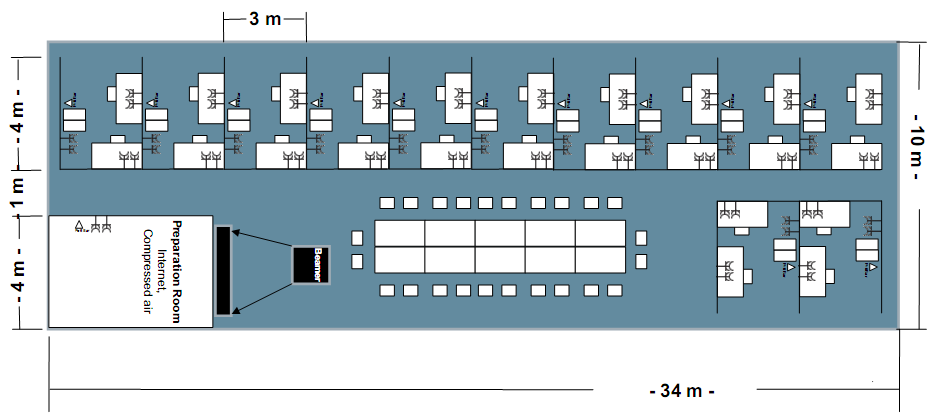 3 m
- 4 m -
- 1 m -
- 4 m -
- 10 m -
Preparation Room
Internet,
Compressed air
Beamer
- 34 m -